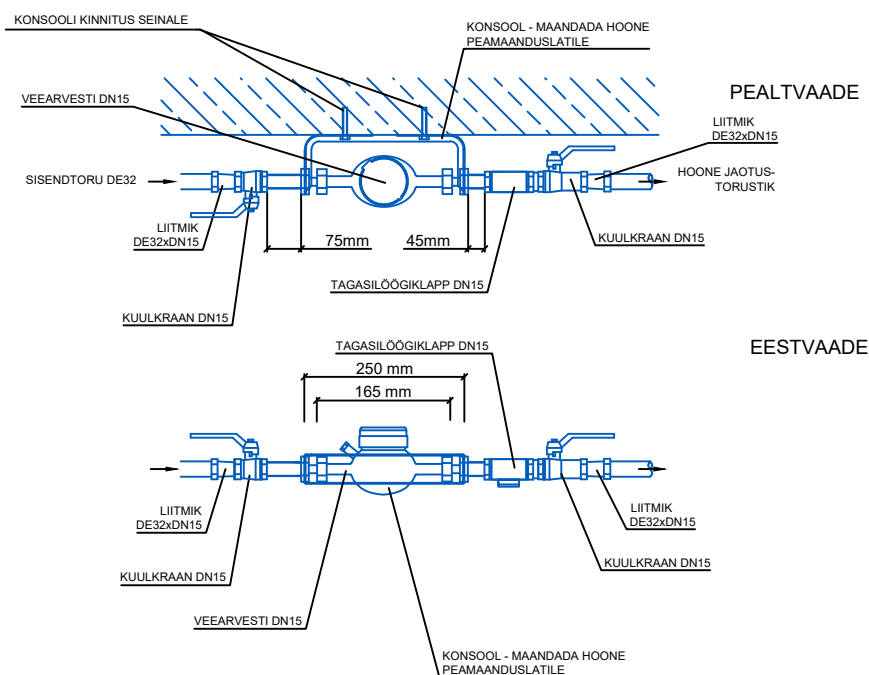 KONSOOLI KINNITUS SEINALE
KONSOOL - MAANDADA HOONE
PEAMAANDUSLATILE
PEALTVAADE
VEEARVESTI DN15
LIITMIK
DE32xDN15
SISENDTORU DE32
HOONE JAOTUS-
TORUSTIK
LIITMIK
DE32xDN15
75mm
45mm
KUULKRAAN DN15
TAGASILÖÖGIKLAPP DN15
KUULKRAAN DN15
TAGASILÖÖGIKLAPP DN15
EESTVAADE
250 mm
165 mm
LIITMIK
DE32xDN15
LIITMIK
DE32xDN15
KUULKRAAN DN15
KUULKRAAN DN15
VEEARVESTI DN15
KONSOOL - MAANDADA HOONE
PEAMAANDUSLATILE